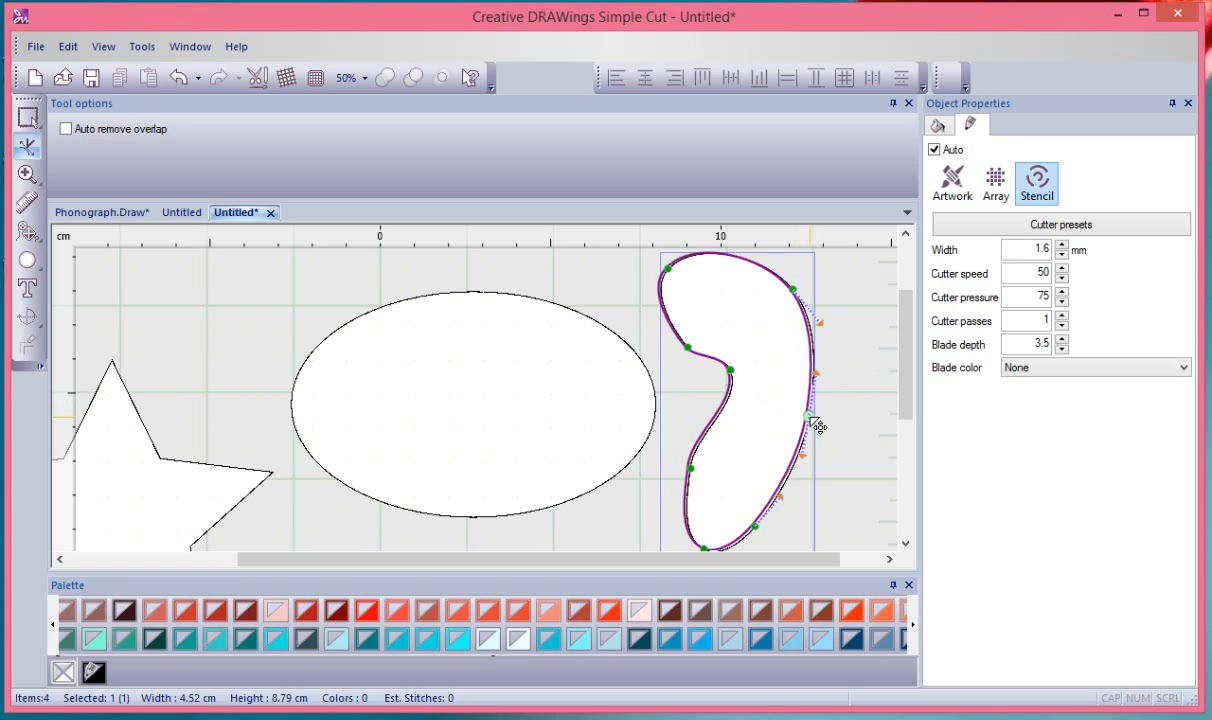 Creative DRAWings Simple Cut - Untitled*
File Edit View Tools Window Help
50%
Tool options
Object Properties
Auto remove overlap
Auto
Artwork Array Stencil
Phonograph.Draw* Untitled Untitled*
Cutter presets
cm 0 10
Width 1.6 mm
Cutter speed 50
Cutter pressure 75
Cutter passes 1
Blade depth 3.5
Blade color None
Palette
Items:4 Selected: 1 (1) Width : 4.52 cm Height : 8.79 cm Colors : 0 Est. Stitches: 0
CAP NUM SCRL